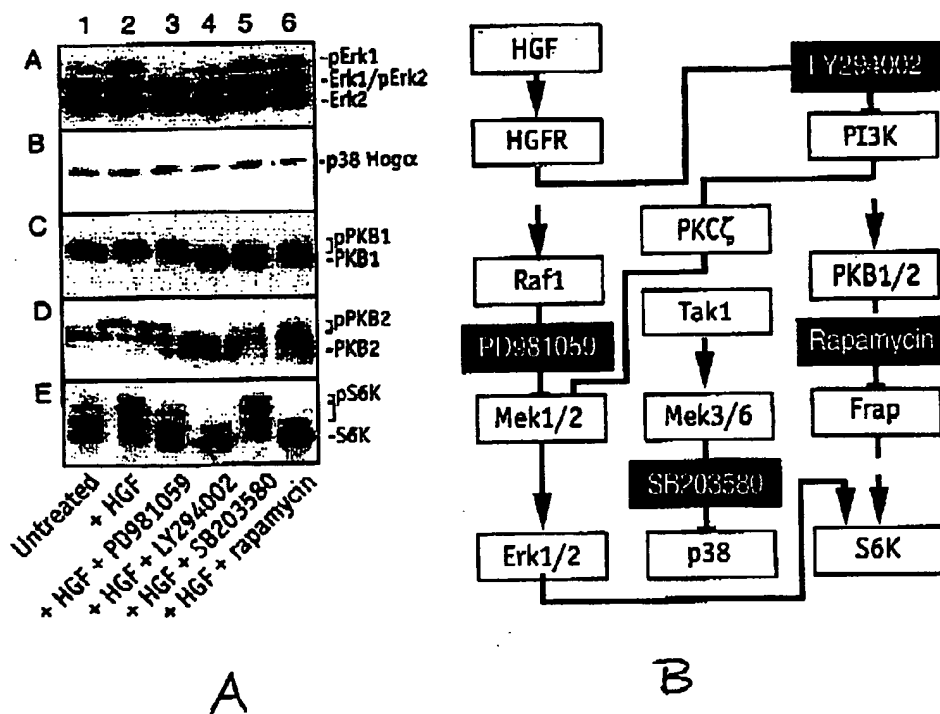 1 2 3 4 5 6
A
pErk1
Erk1/pErk2
Erk2
B
p38 Hogα
C
pPKB1
PKB1
D
pPKB2
PKB2
E
pS6K
S6K
Untreated
+ HGF
+ HGF + PD981059
+ HGF + LY294002
+ HGF + SB203580
+ HGF + rapamycin
A
HGF
LY294002
HGFR
PI3K
PKCζ
Raf1
PKB1/2
Tak1
PD981059
Rapamycin
Mek1/2
Mek3/6
Frap
SB203580
Erk1/2
p38
S6K
B